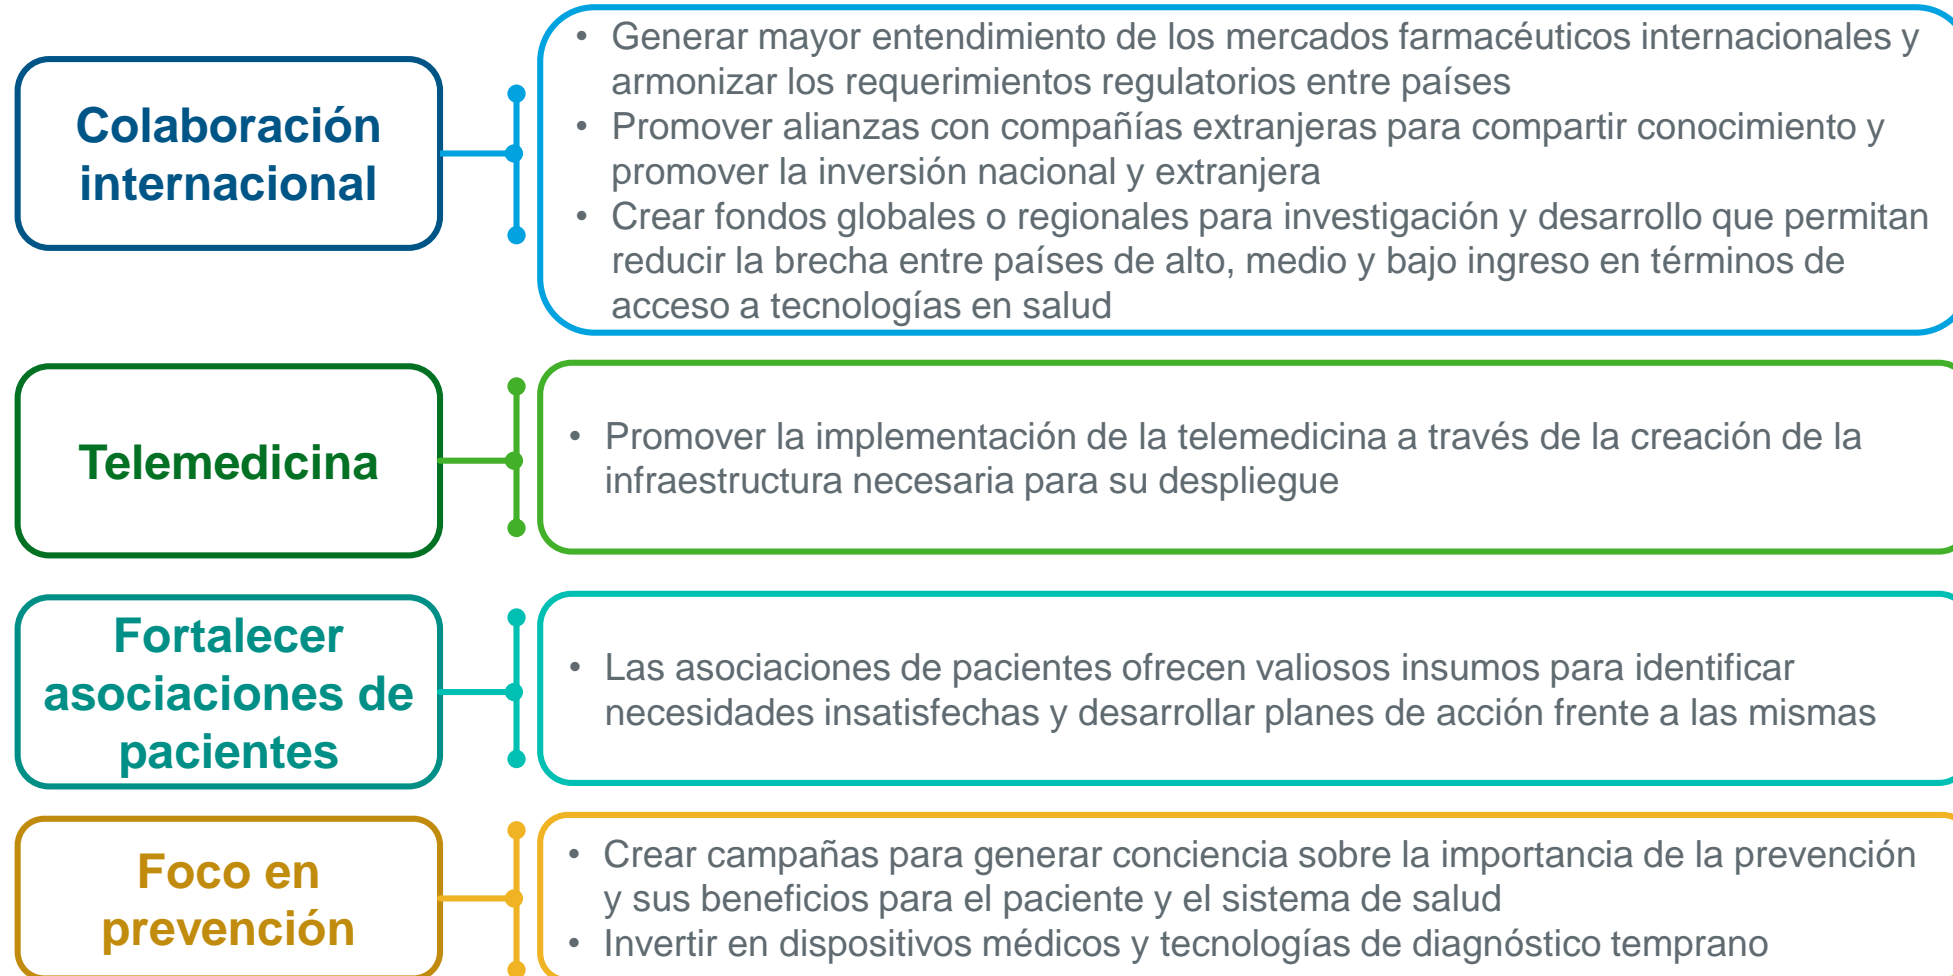 Colaboración
internacional
• Generar mayor entendimiento de los mercados farmacéuticos internacionales y
armonizar los requerimientos regulatorios entre países
• Promover alianzas con compañías extranjeras para compartir conocimiento y
promover la inversión nacional y extranjera
• Crear fondos globales o regionales para investigación y desarrollo que permitan
reducir la brecha entre países de alto, medio y bajo ingreso en términos de
acceso a tecnologías en salud
Telemedicina
• Promover la implementación de la telemedicina a través de la creación de la
infraestructura necesaria para su despliegue
Fortalecer
asociaciones de
pacientes
• Las asociaciones de pacientes ofrecen valiosos insumos para identificar
necesidades insatisfechas y desarrollar planes de acción frente a las mismas
Foco en
prevención
• Crear campañas para generar conciencia sobre la importancia de la prevención
y sus beneficios para el paciente y el sistema de salud
• Invertir en dispositivos médicos y tecnologías de diagnóstico temprano